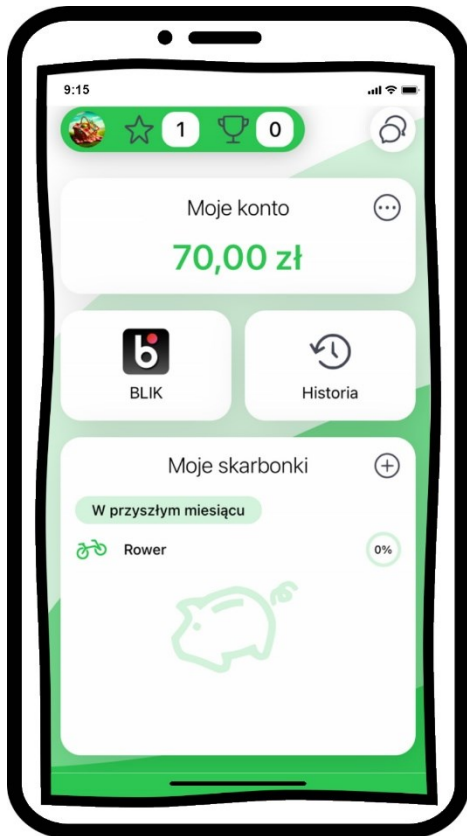 9:15
1 0
Moje konto
70,00 zł
BLIK Historia
Moje skarbonki
W przyszłym miesiącu
Rower 0%